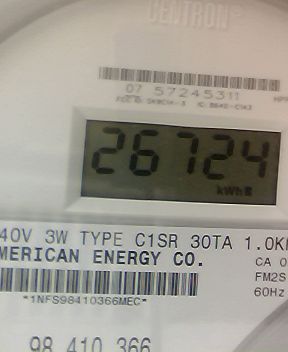 CENTRON®
07 57245311
26724
kWh
40V 3W TYPE C1SR 30TA 1.0K
MERICAN ENERGY CO.
CA 0
FM2S
*1NFS98410366MEC*
60Hz
98 410 366